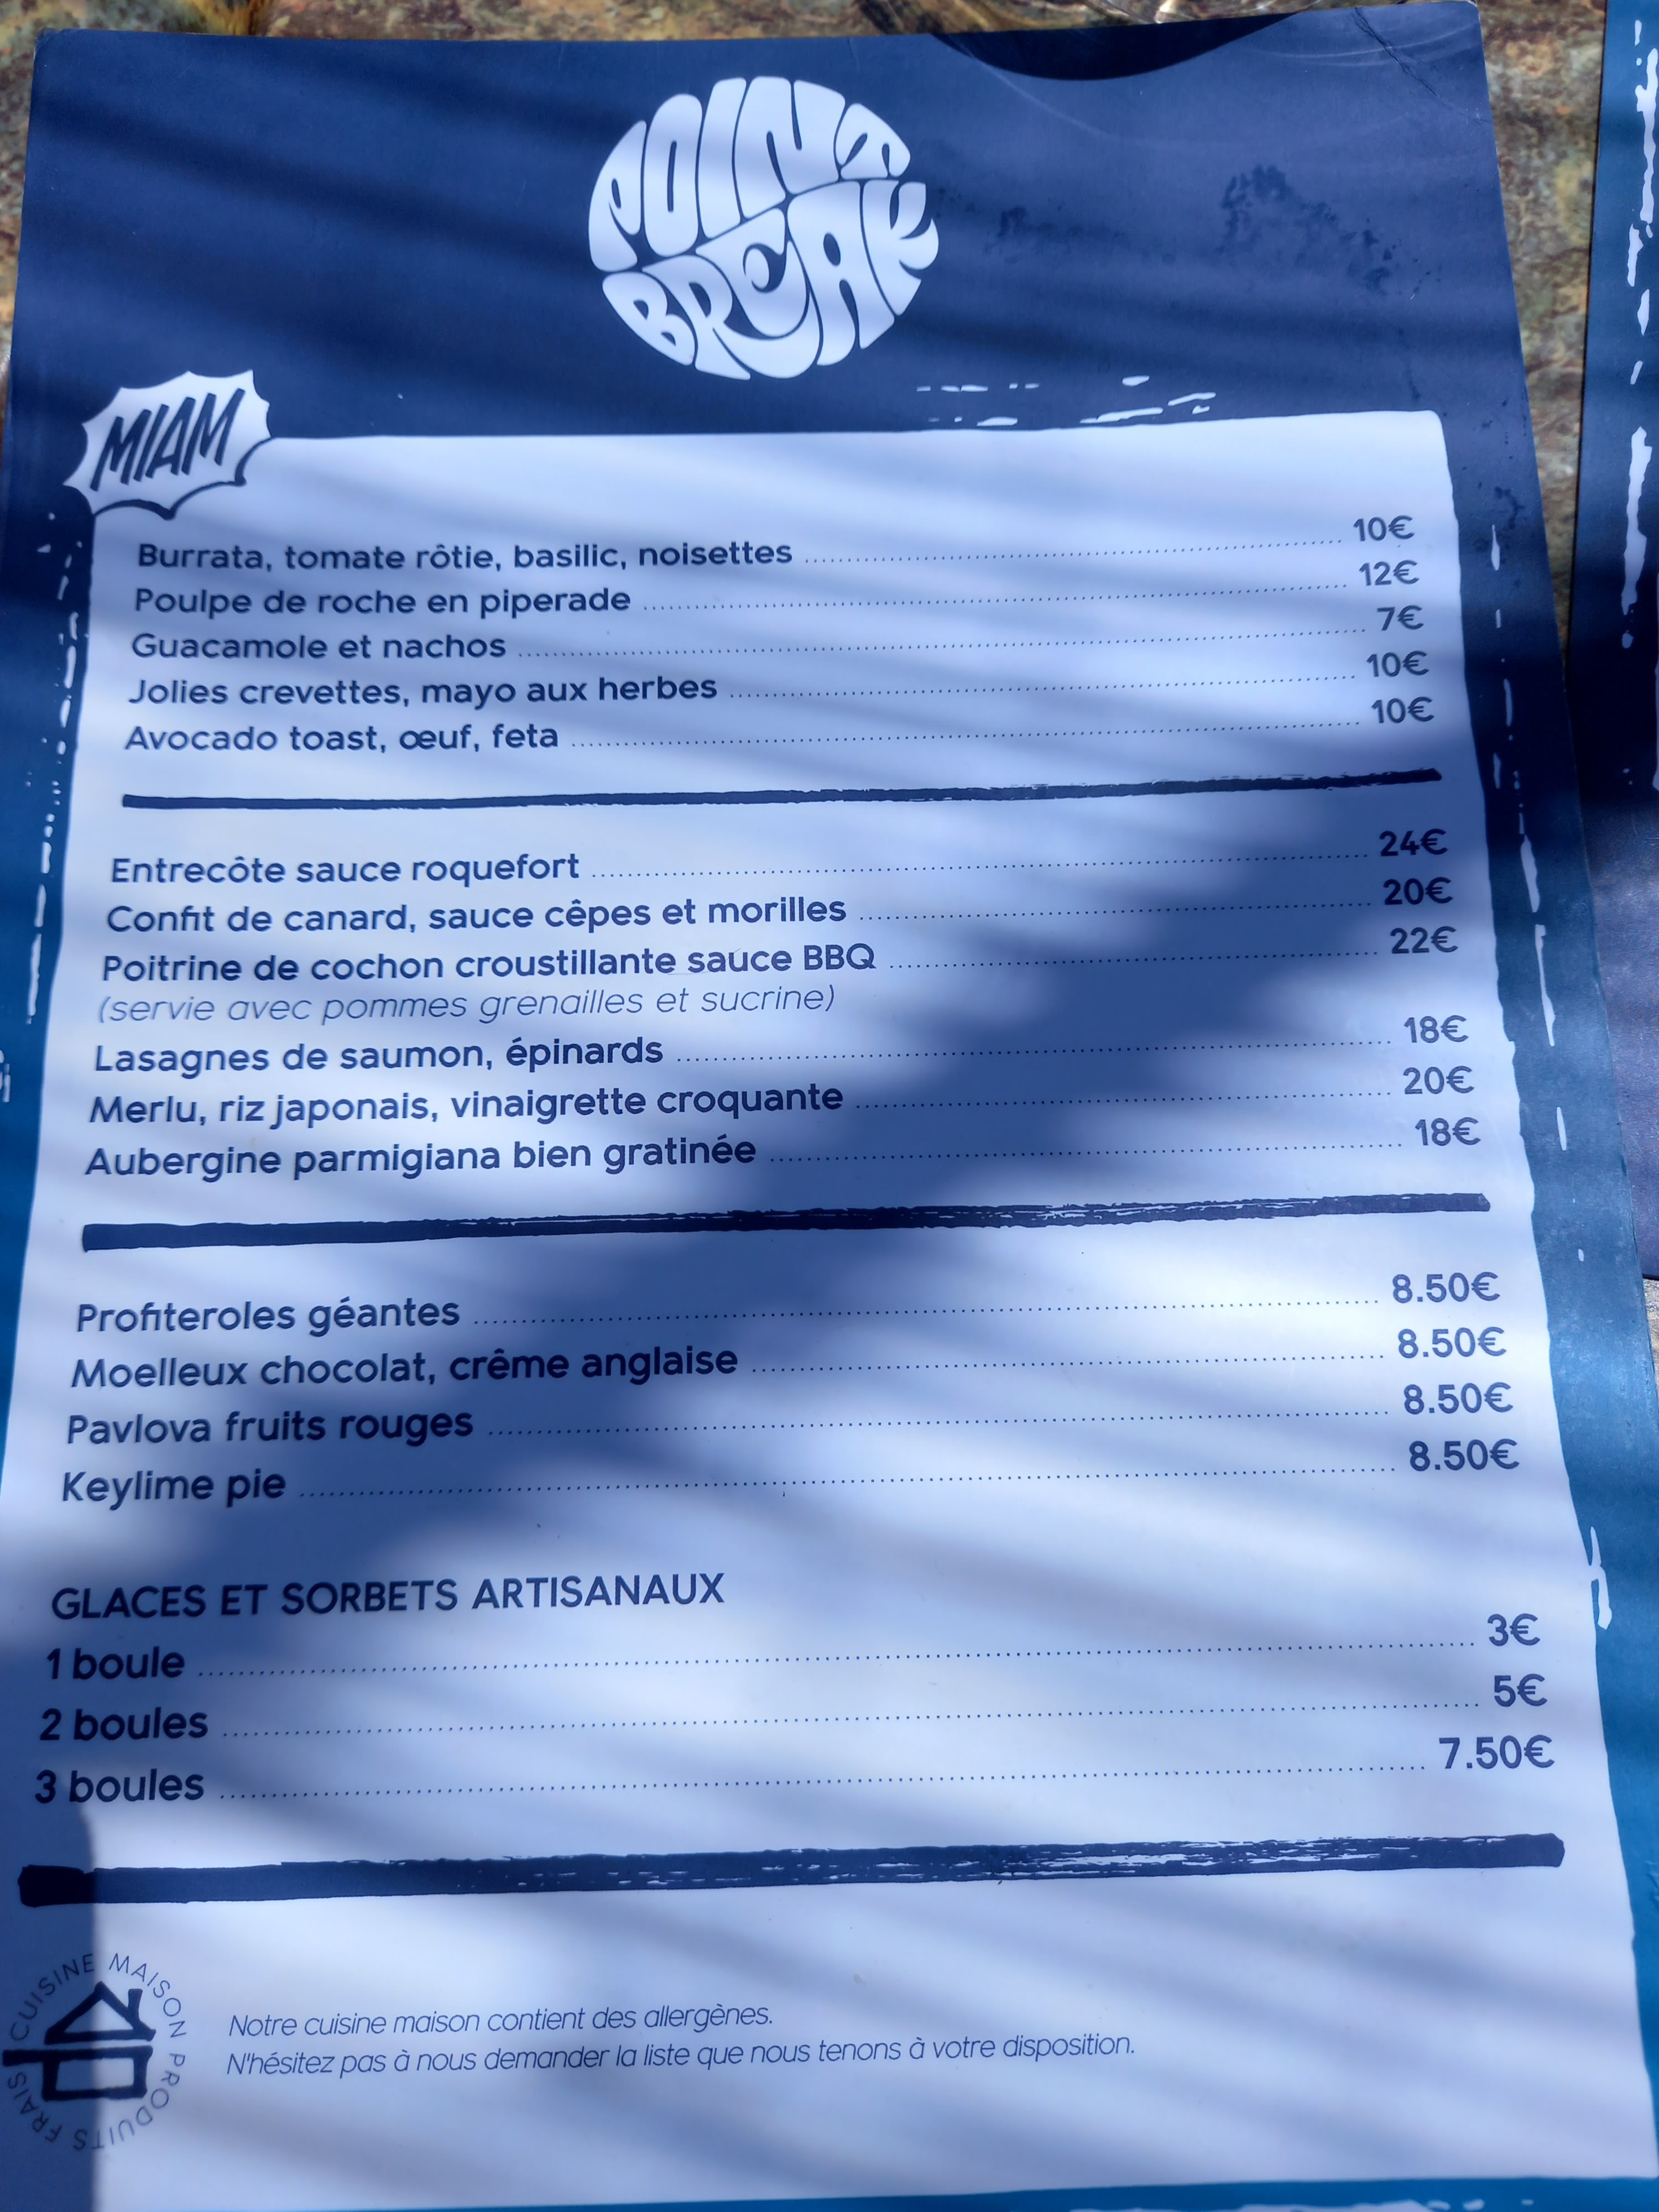 POINT
BREAK
MIAM
Burrata, tomate rôtie, basilic, noisettes 10€
Poulpe de roche en piperade 12€
Guacamole et nachos 7€
Jolies crevettes, mayo aux herbes 10€
Avocado toast, œuf, feta 10€
Entrecôte sauce roquefort 24€
Confit de canard, sauce cêpes et morilles 20€
Poitrine de cochon croustillante sauce BBQ 22€
(servie avec pommes grenailles et sucrine)
Lasagnes de saumon, épinards 18€
Merlu, riz japonais, vinaigrette croquante 20€
Aubergine parmigiana bien gratinée 18€
Profiteroles géantes 8.50€
Moelleux chocolat, crême anglaise 8.50€
Pavlova fruits rouges 8.50€
Keylime pie 8.50€
GLACES ET SORBETS ARTISANAUX
1 boule 3€
2 boules 5€
3 boules 7.50€
CUISINE MAISON PRODUITS FRAIS
Notre cuisine maison contient des allergènes.
N'hésitez pas à nous demander la liste que nous tenons à votre disposition.